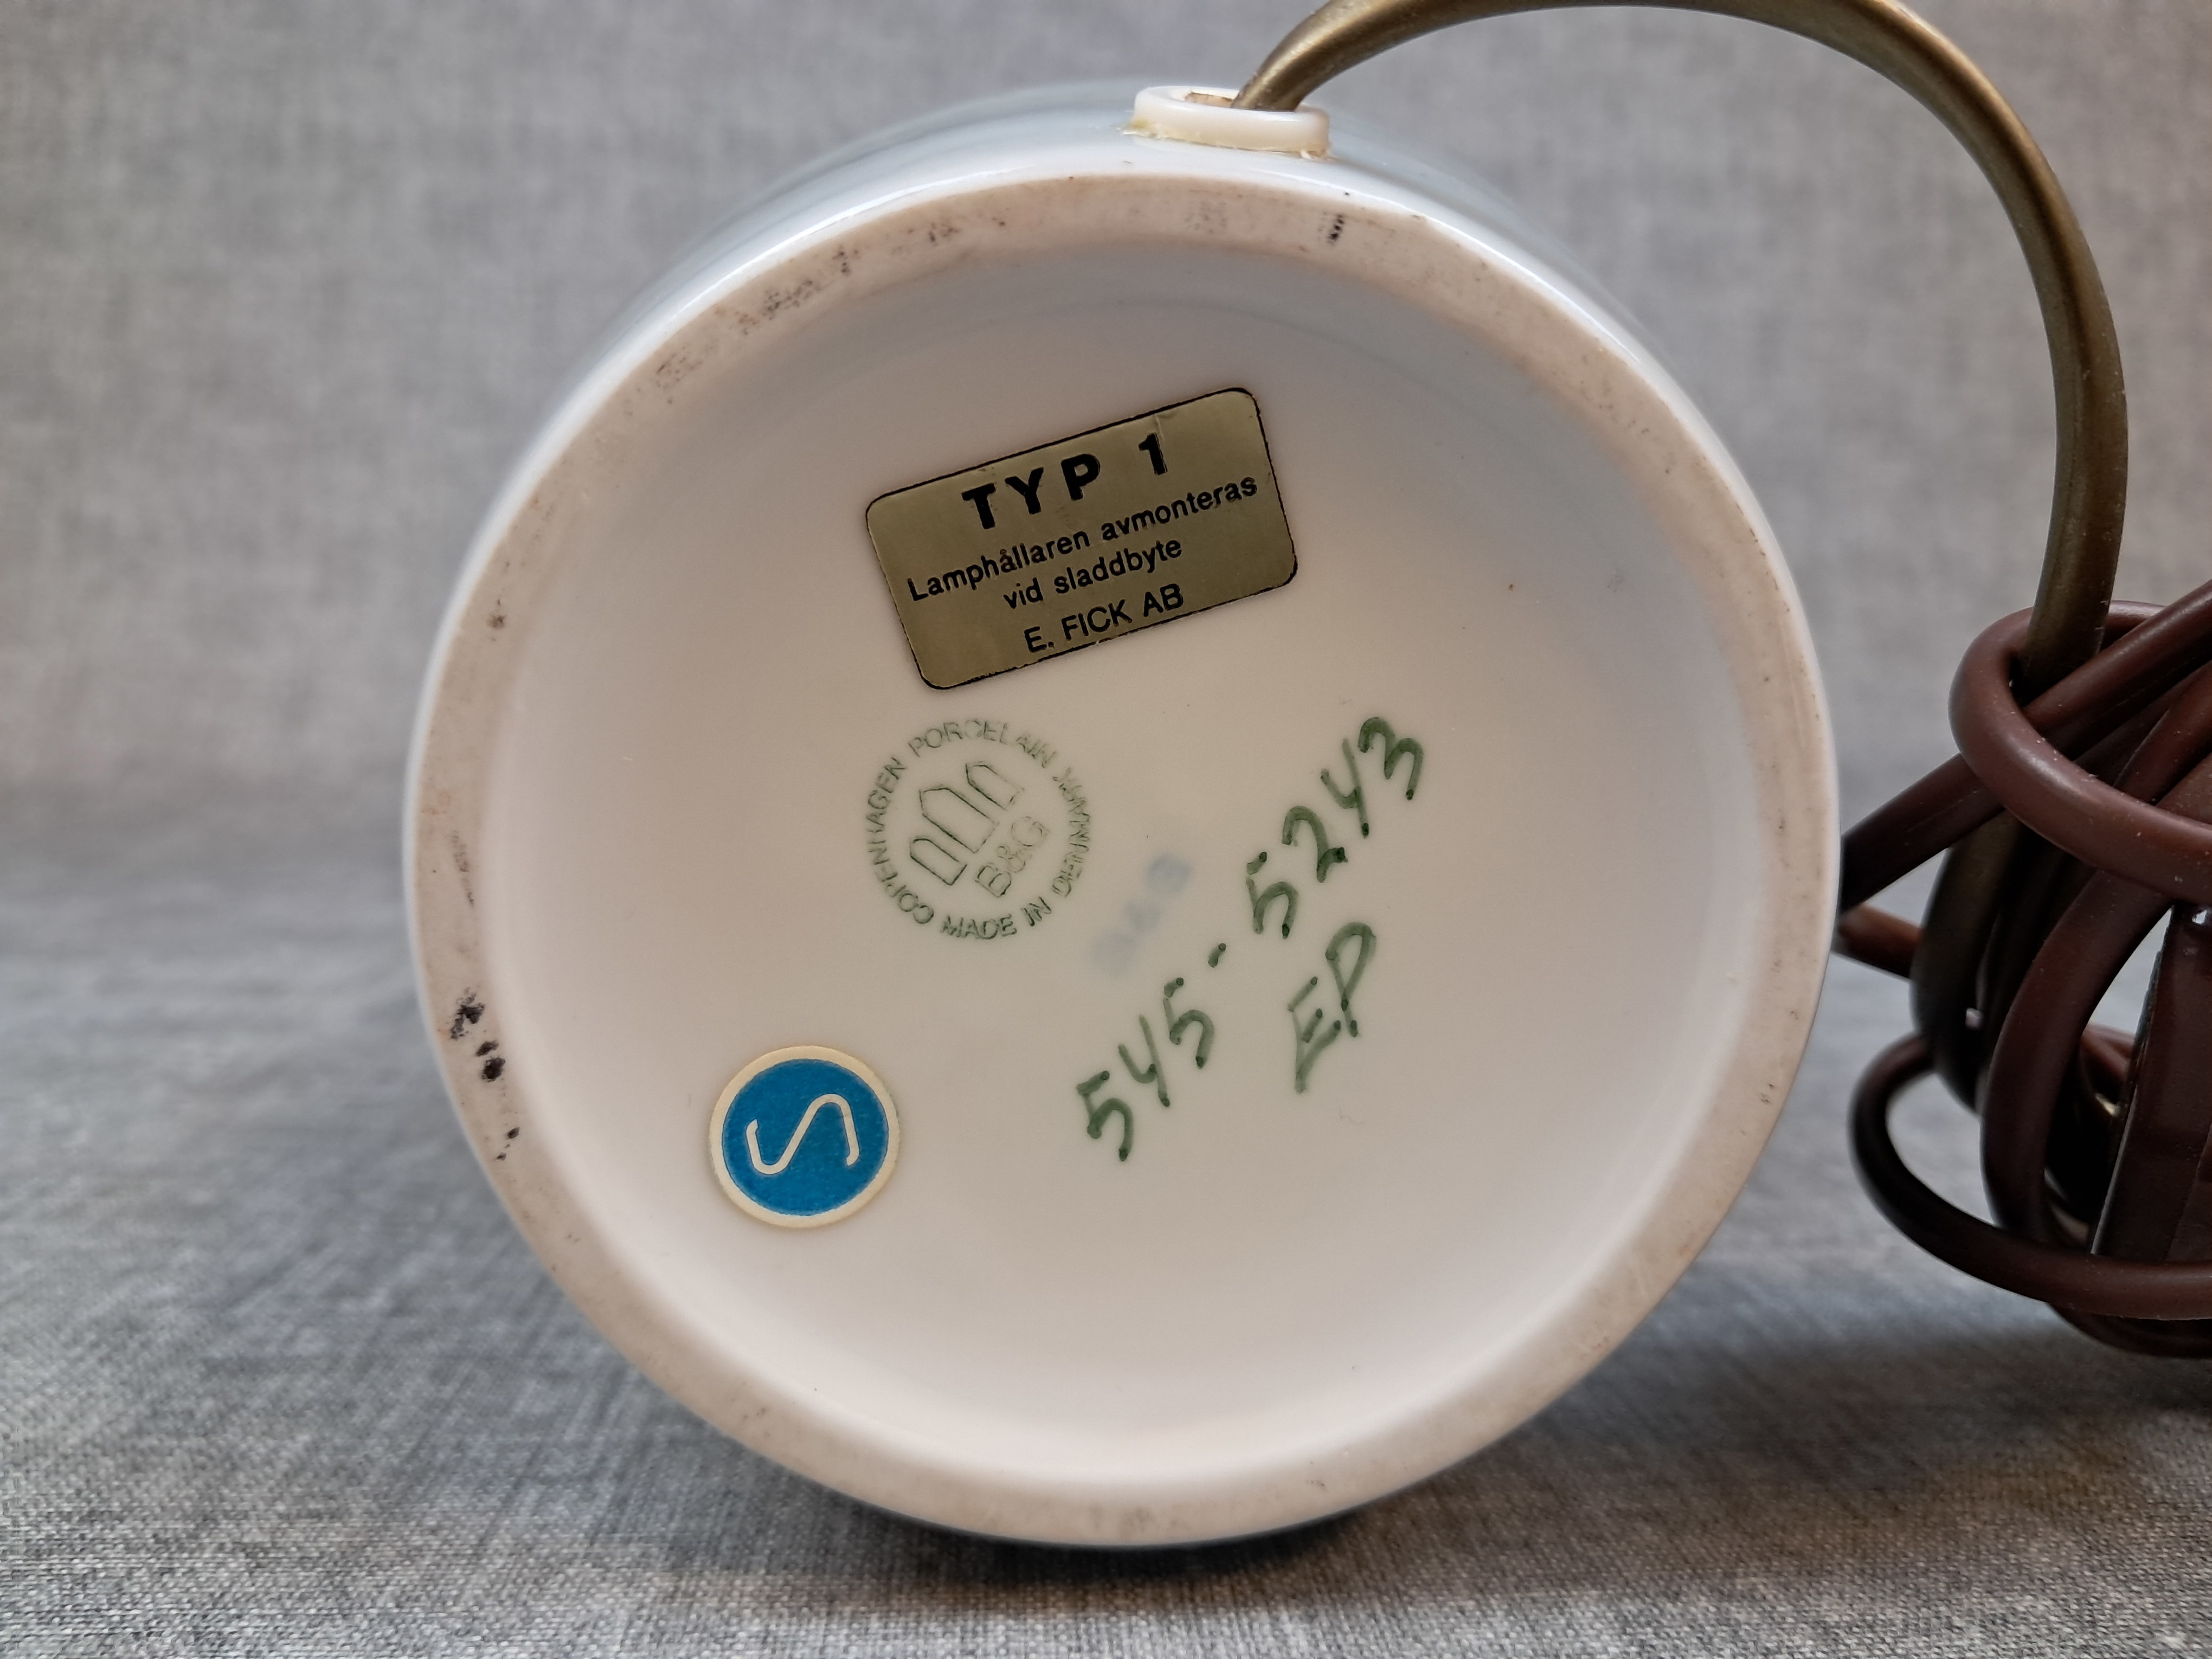 TYP 1
Lamphållaren avmonteras
vid sladdbyte
E. FICK AB
COPENHAGEN PORCELAIN
MADE IN DENMARK
B&G
545-5243
EP
S